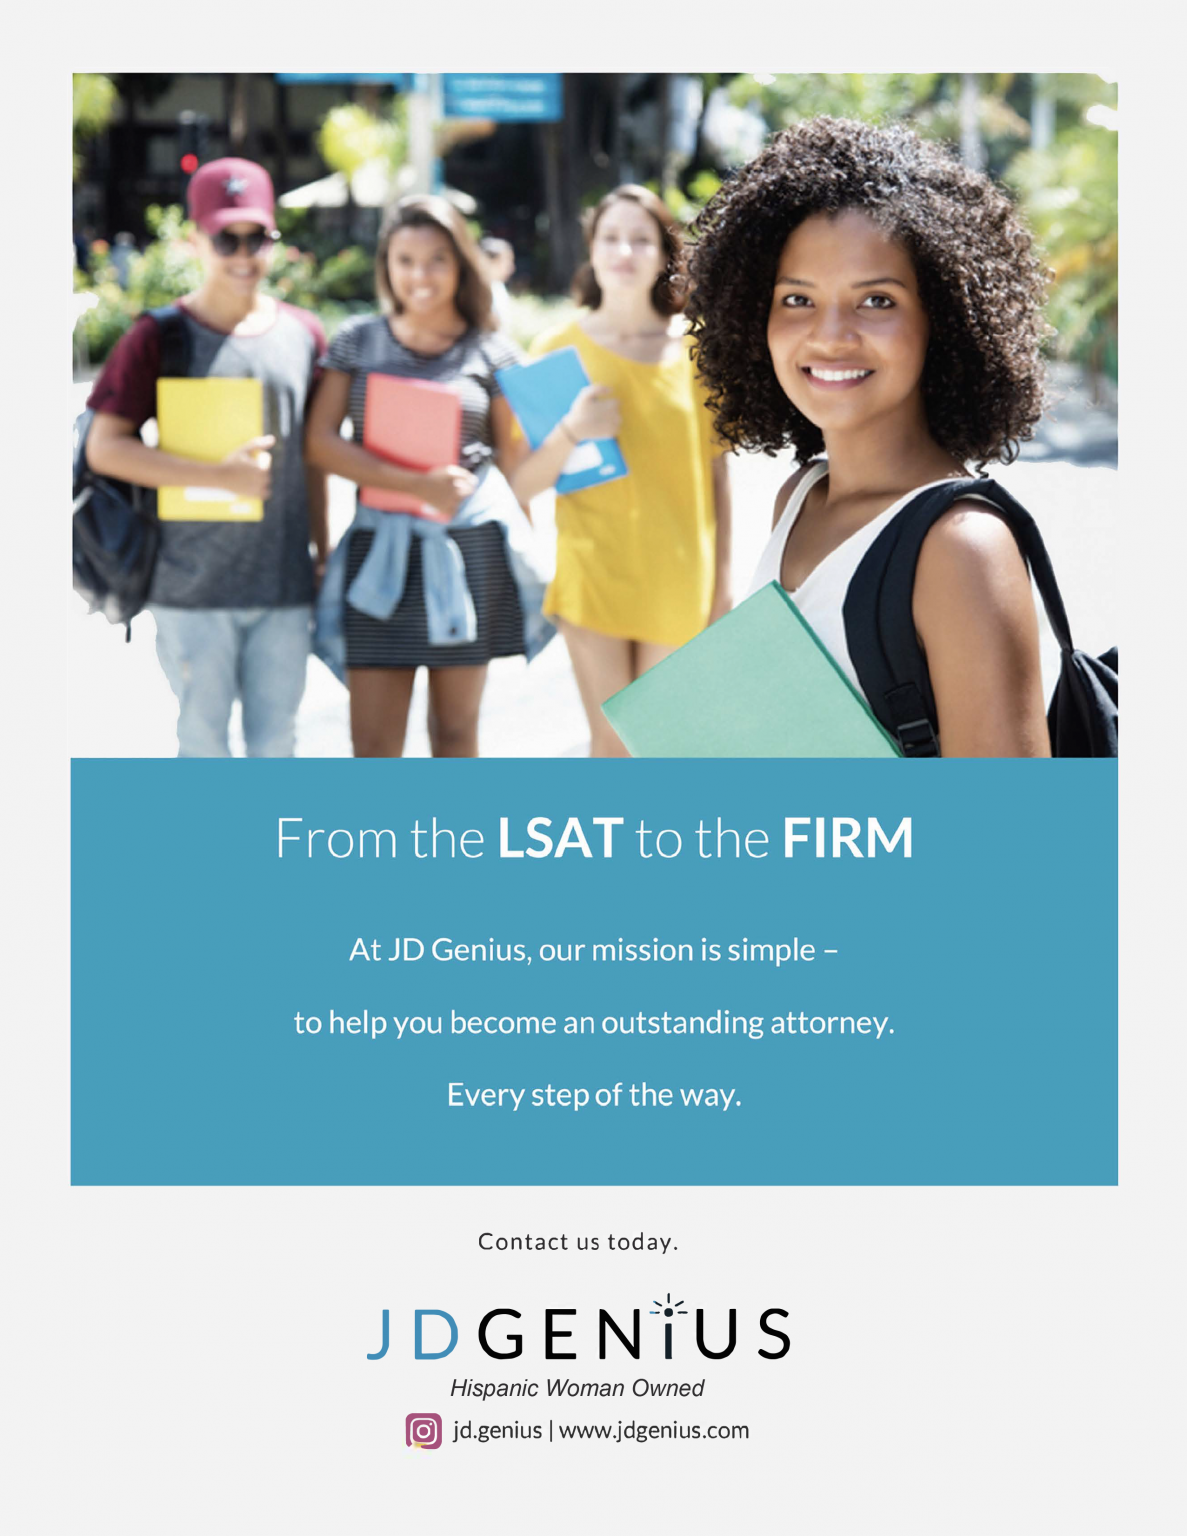 From the LSAT to the FIRM
At JD Genius, our mission is simple –
to help you become an outstanding attorney.
Every step of the way.
Contact us today.
JDGENiUS
Hispanic Woman Owned
jd.genius | www.jdgenius.com